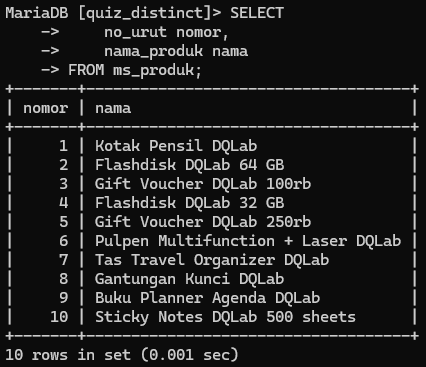 MariaDB [quiz_distinct]> SELECT
    ->     no_urut nomor,
    ->     nama_produk nama
    -> FROM ms_produk;
+-------+-----------------------------------+
| nomor | nama                              |
+-------+-----------------------------------+
|     1 | Kotak Pensil DQLab                |
|     2 | Flashdisk DQLab 64 GB             |
|     3 | Gift Voucher DQLab 100rb          |
|     4 | Flashdisk DQLab 32 GB             |
|     5 | Gift Voucher DQLab 250rb          |
|     6 | Pulpen Multifunction + Laser DQLab |
|     7 | Tas Travel Organizer DQLab        |
|     8 | Gantungan Kunci DQLab             |
|     9 | Buku Planner Agenda DQLab         |
|    10 | Sticky Notes DQLab 500 sheets     |
+-------+-----------------------------------+
10 rows in set (0.001 sec)